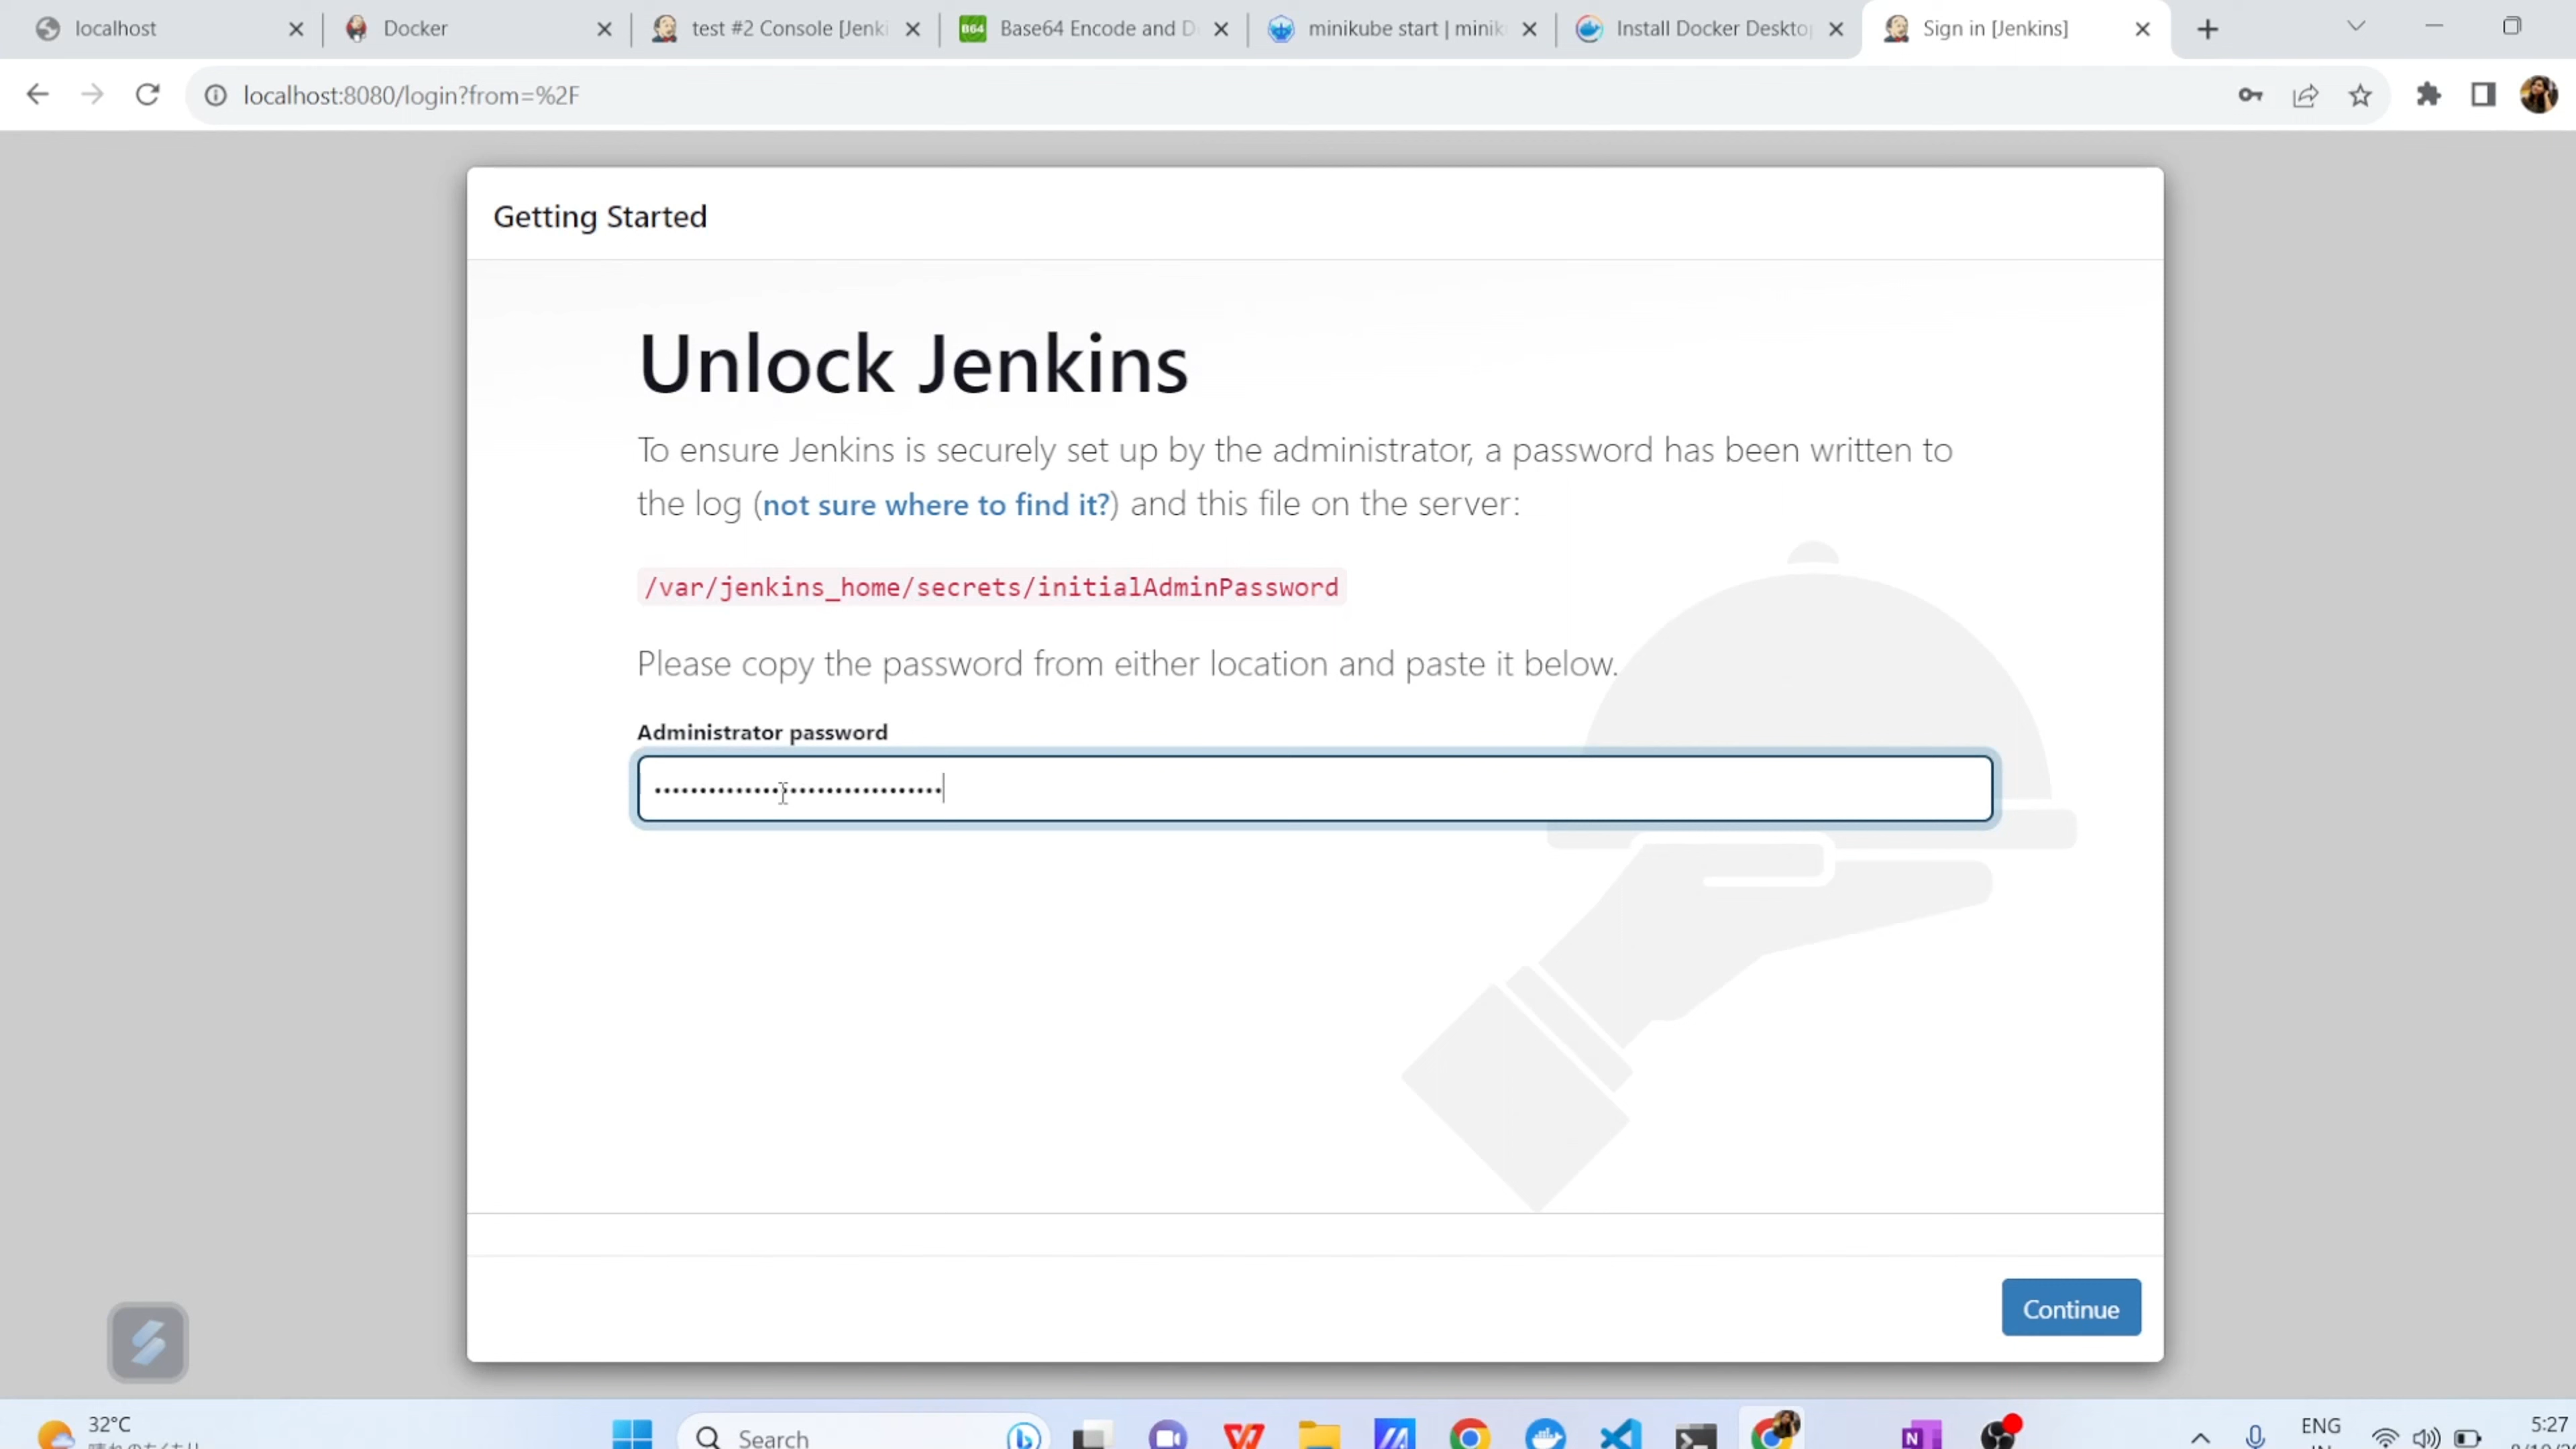 localhost
Docker
test #2 Console [Jenki
Base64 Encode and D
minikube start | minik
Install Docker Deskto
Sign in [Jenkins]
localhost:8080/login?from=%2F
Getting Started
Unlock Jenkins
To ensure Jenkins is securely set up by the administrator, a password has been written to
the log (not sure where to find it?) and this file on the server:
/var/jenkins_home/secrets/initialAdminPassword
Please copy the password from either location and paste it below.
Administrator password
Continue
32°C
Search
ENG
5:27